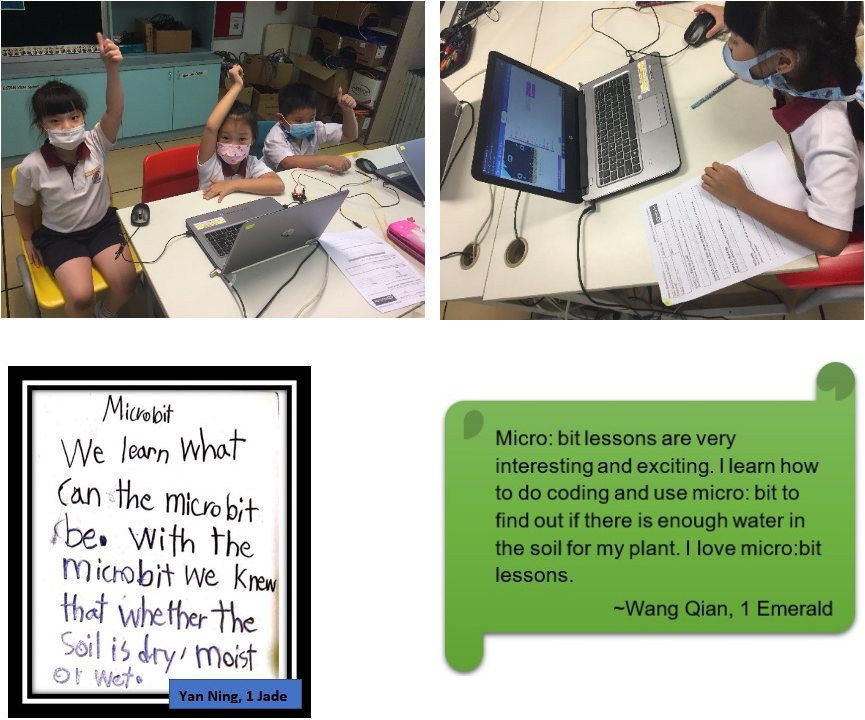 Microbit
We learn what
can the microbit
be. With the
microbit we knew
that whether the
soil is dry, moist
or wet.
Yan Ning, 1 Jade
Micro: bit lessons are very
interesting and exciting. I learn how
to do coding and use micro: bit to
find out if there is enough water in
the soil for my plant. I love micro:bit
lessons.
~Wang Qian, 1 Emerald